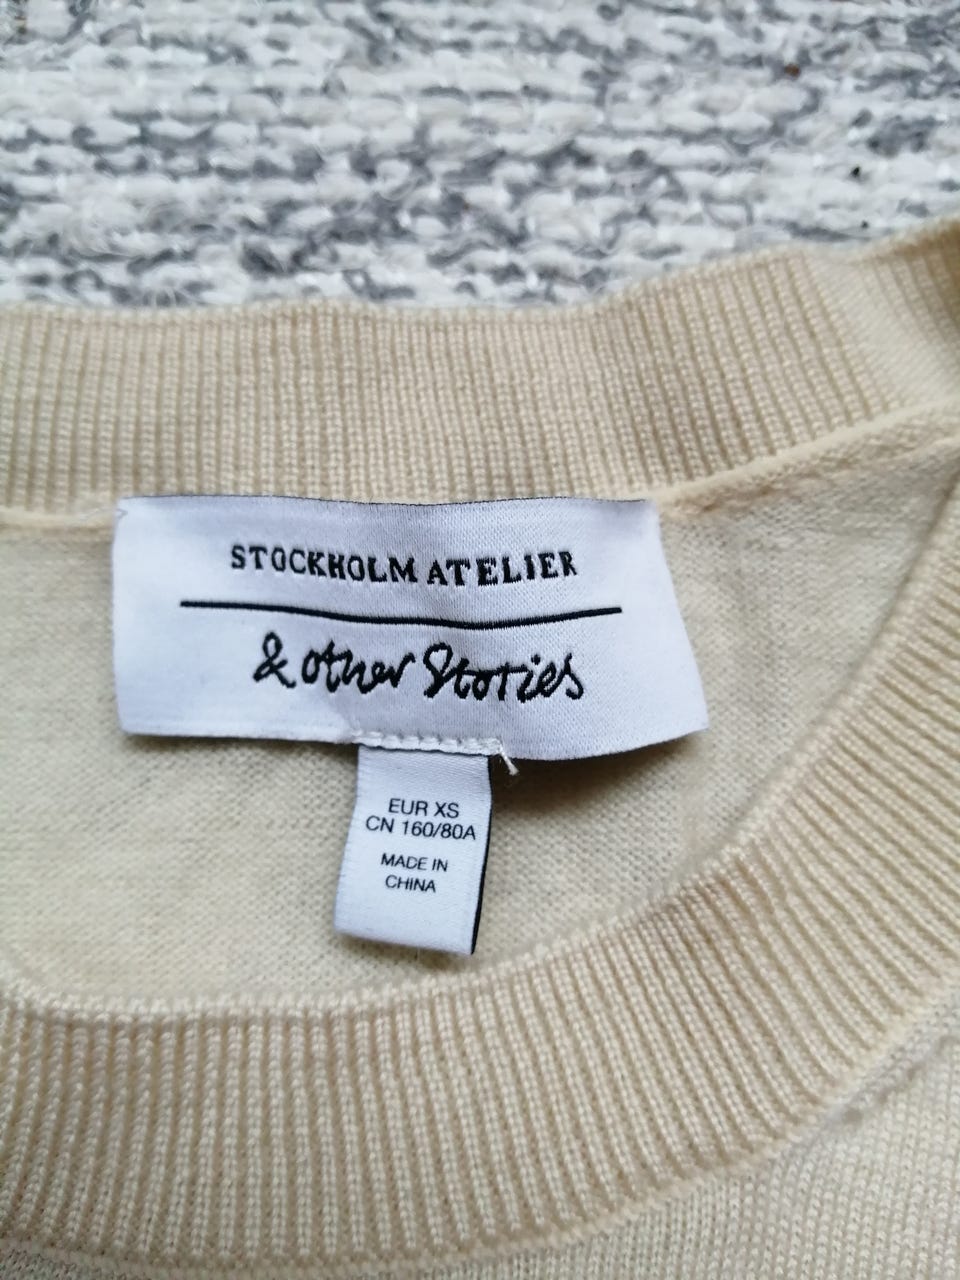 STOCKHOLM ATELIER
& other Stories
EUR XS
CN 160/80A
MADE IN
CHINA